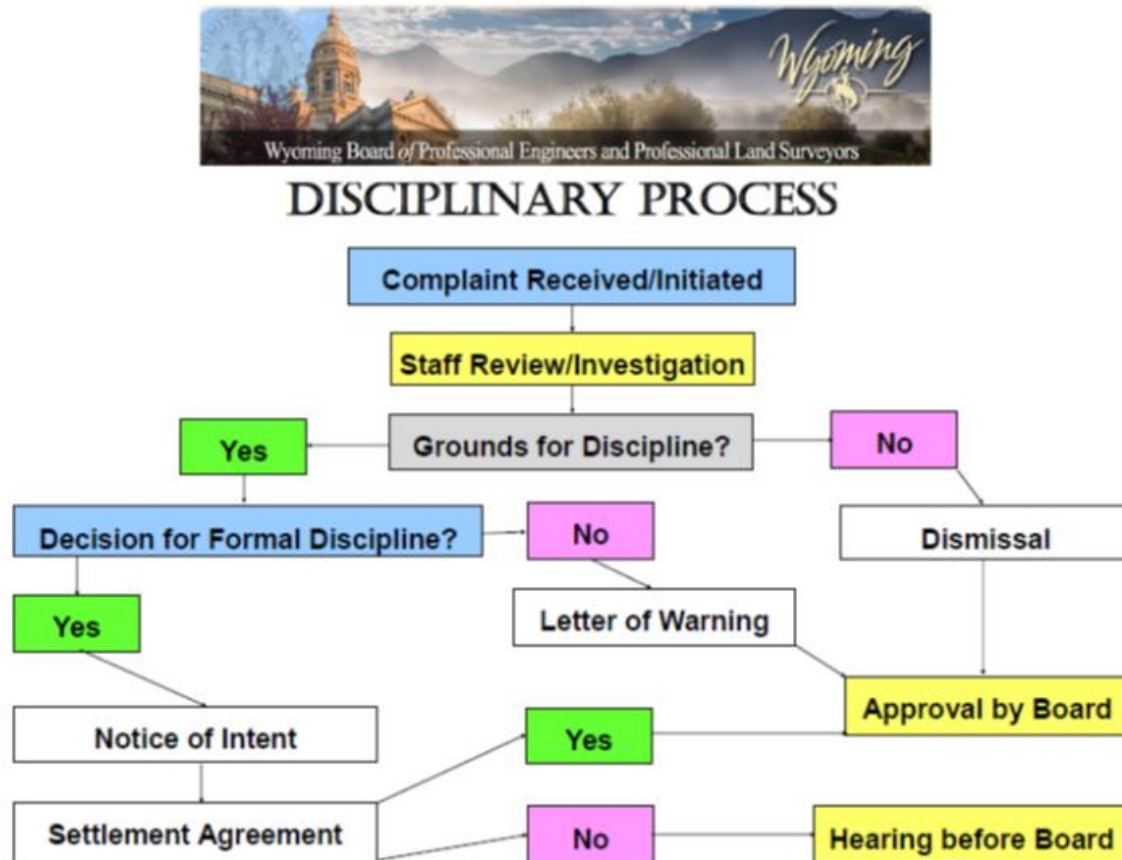 Wyoming
Wyoming Board of Professional Engineers and Professional Land Surveyors
DISCIPLINARY PROCESS
Complaint Received/Initiated
Staff Review/Investigation
Yes
Grounds for Discipline?
No
Decision for Formal Discipline?
No
Dismissal
Yes
Letter of Warning
Notice of Intent
Yes
Approval by Board
Settlement Agreement
No
Hearing before Board